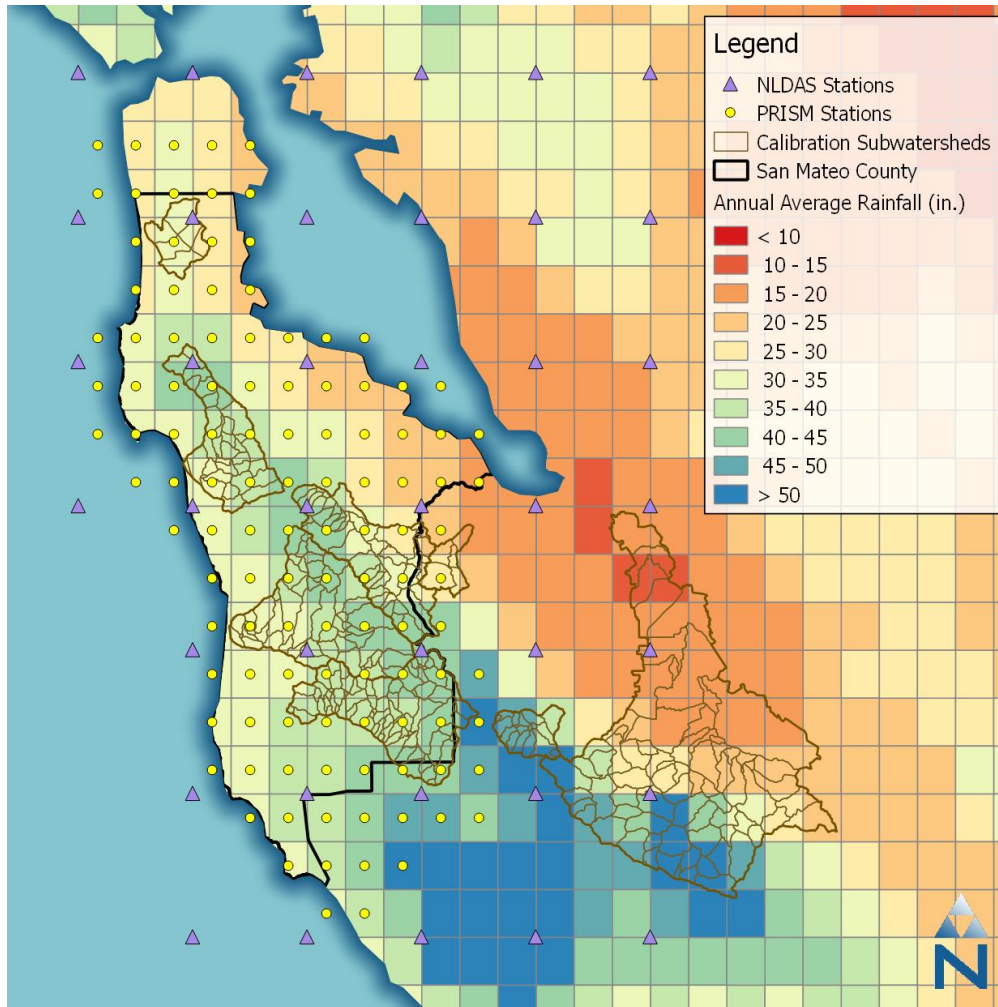 Legend
NLDAS Stations
PRISM Stations
Calibration Subwatersheds
San Mateo County
Annual Average Rainfall (in.)
< 10
10 - 15
15 - 20
20 - 25
25 - 30
30 - 35
35 - 40
40 - 45
45 - 50
> 50
N